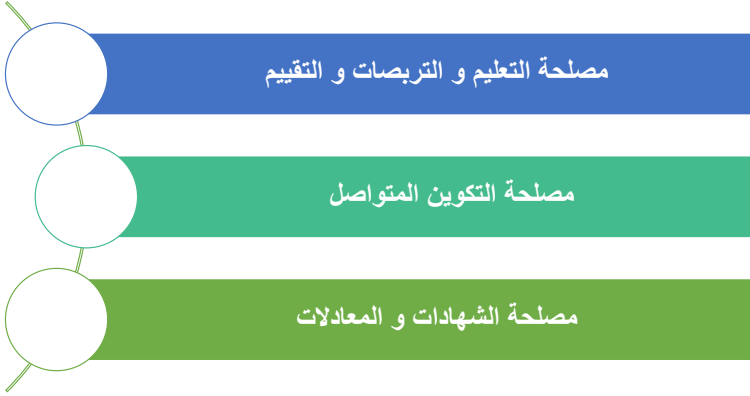 مصلحة التعليم و التربصات و التقييم
مصلحة التكوين المتواصل
مصلحة الشهادات و المعادلات